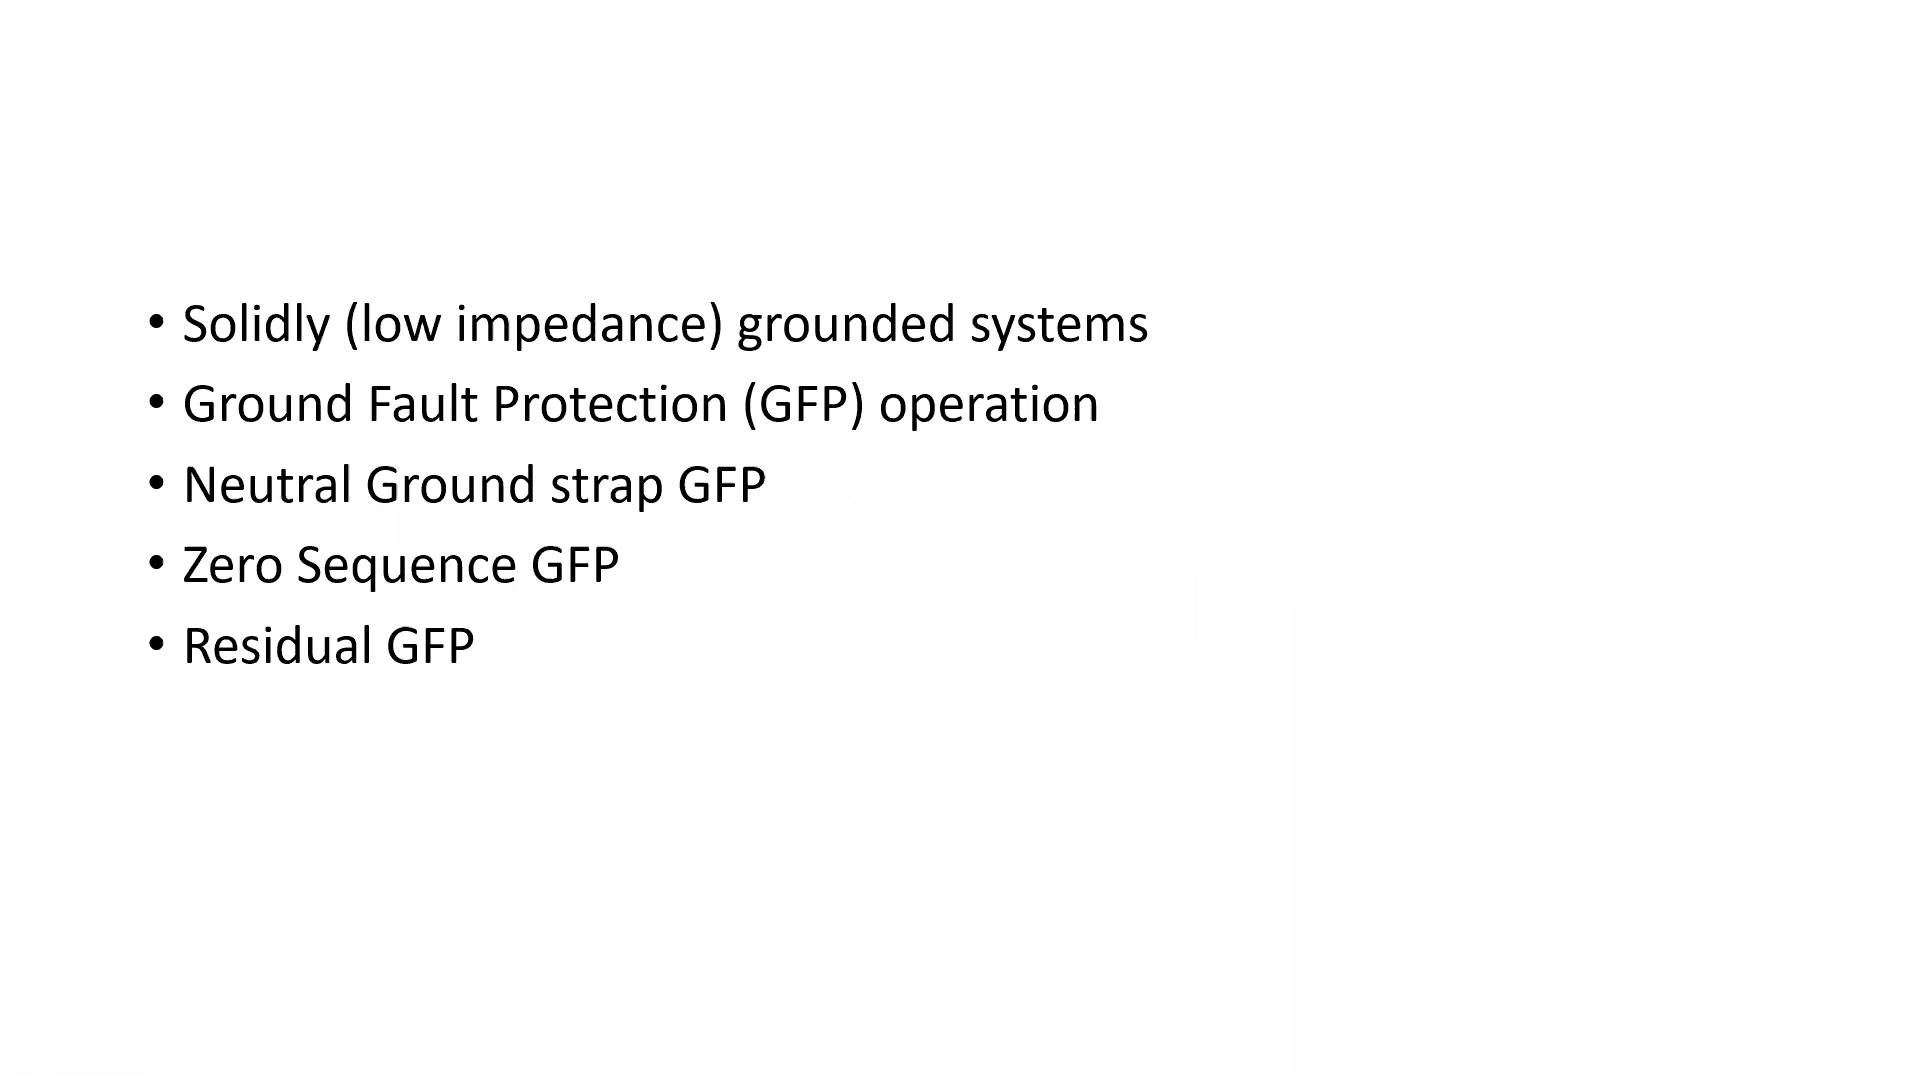 • Solidly (low impedance) grounded systems
• Ground Fault Protection (GFP) operation
• Neutral Ground strap GFP
• Zero Sequence GFP
• Residual GFP